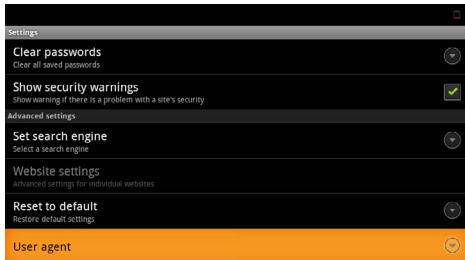 Settings
Clear passwords
Clear all saved passwords
Show security warnings
Show warning if there is a problem with a site's security
Advanced settings
Set search engine
Select a search engine
Website settings
Advanced settings for individual websites
Reset to default
Restore default settings
User agent